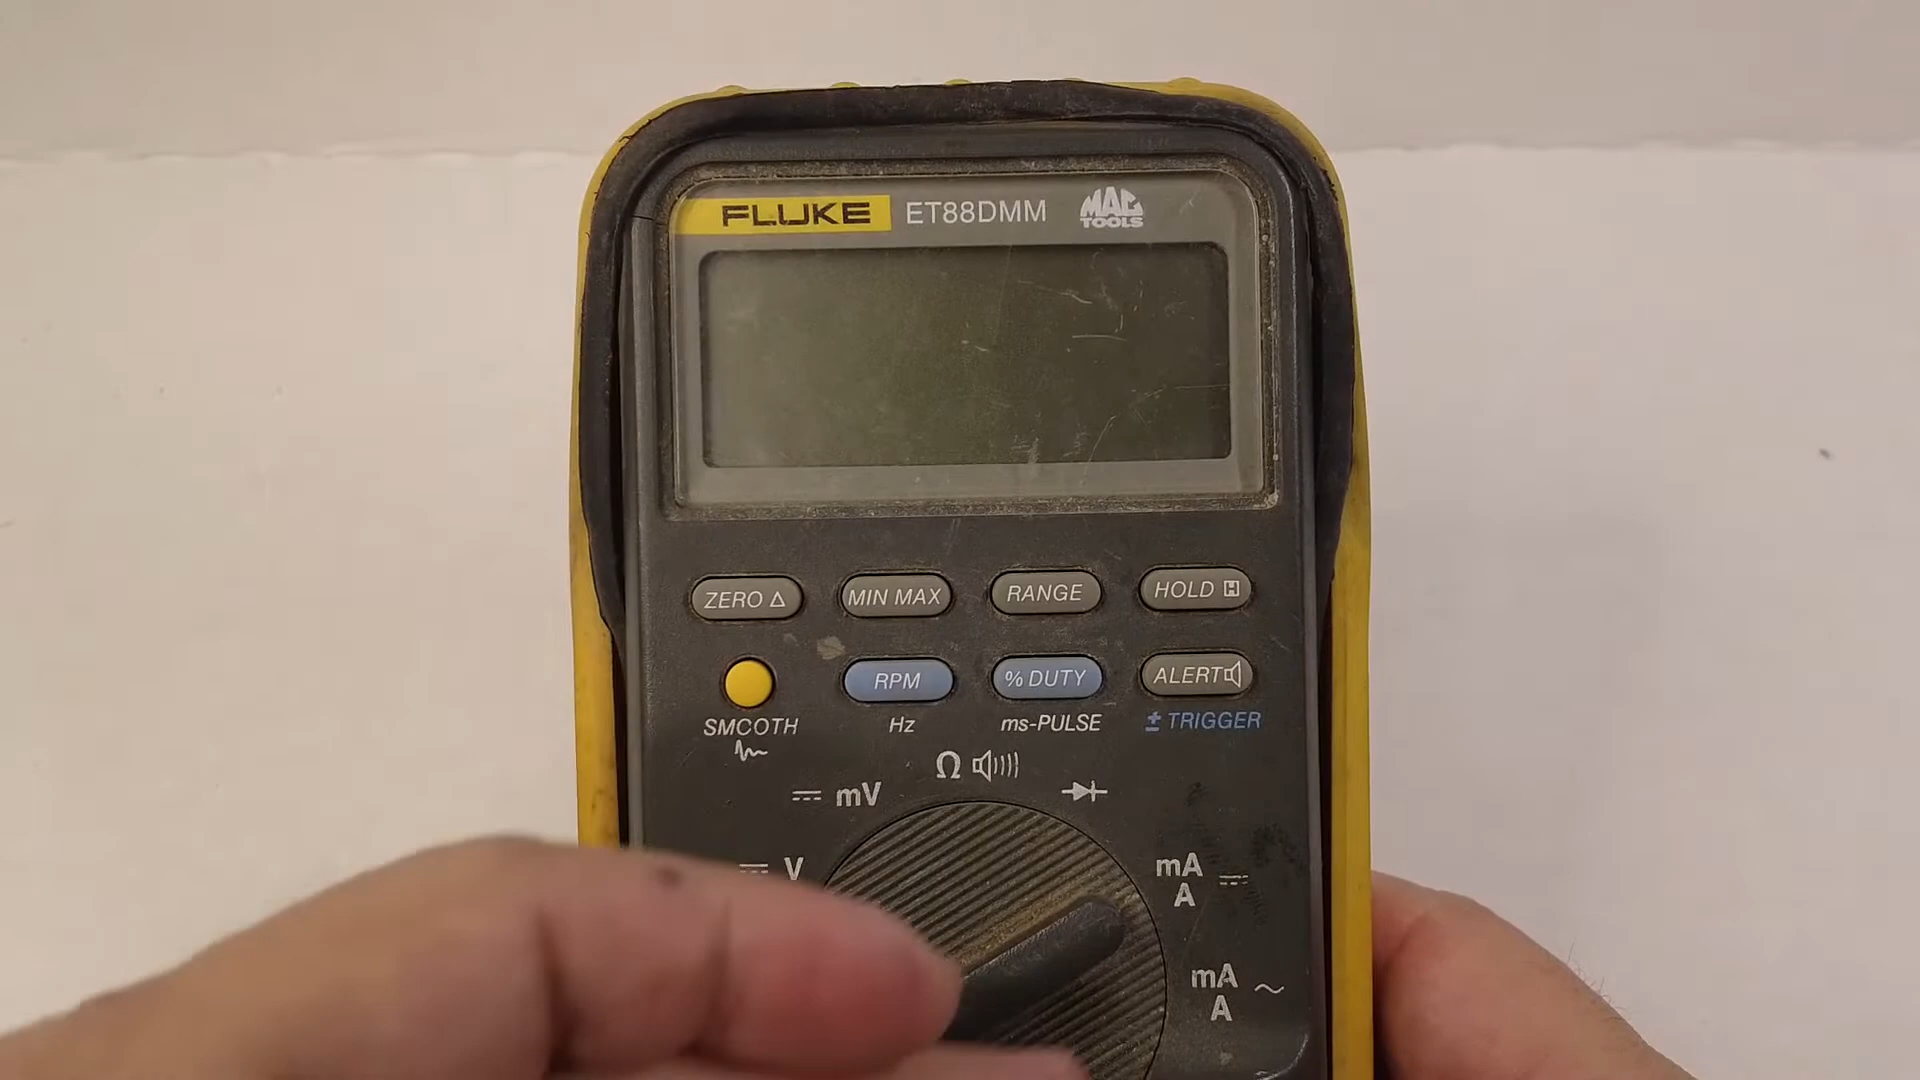 FLUKE ET88DMM MAC TOOLS
ZERO Δ MIN MAX RANGE HOLD H
RPM % DUTY ALERT
SMOOTH Hz ms-PULSE ± TRIGGER
Ω
mV
V
mA
A
mA
A